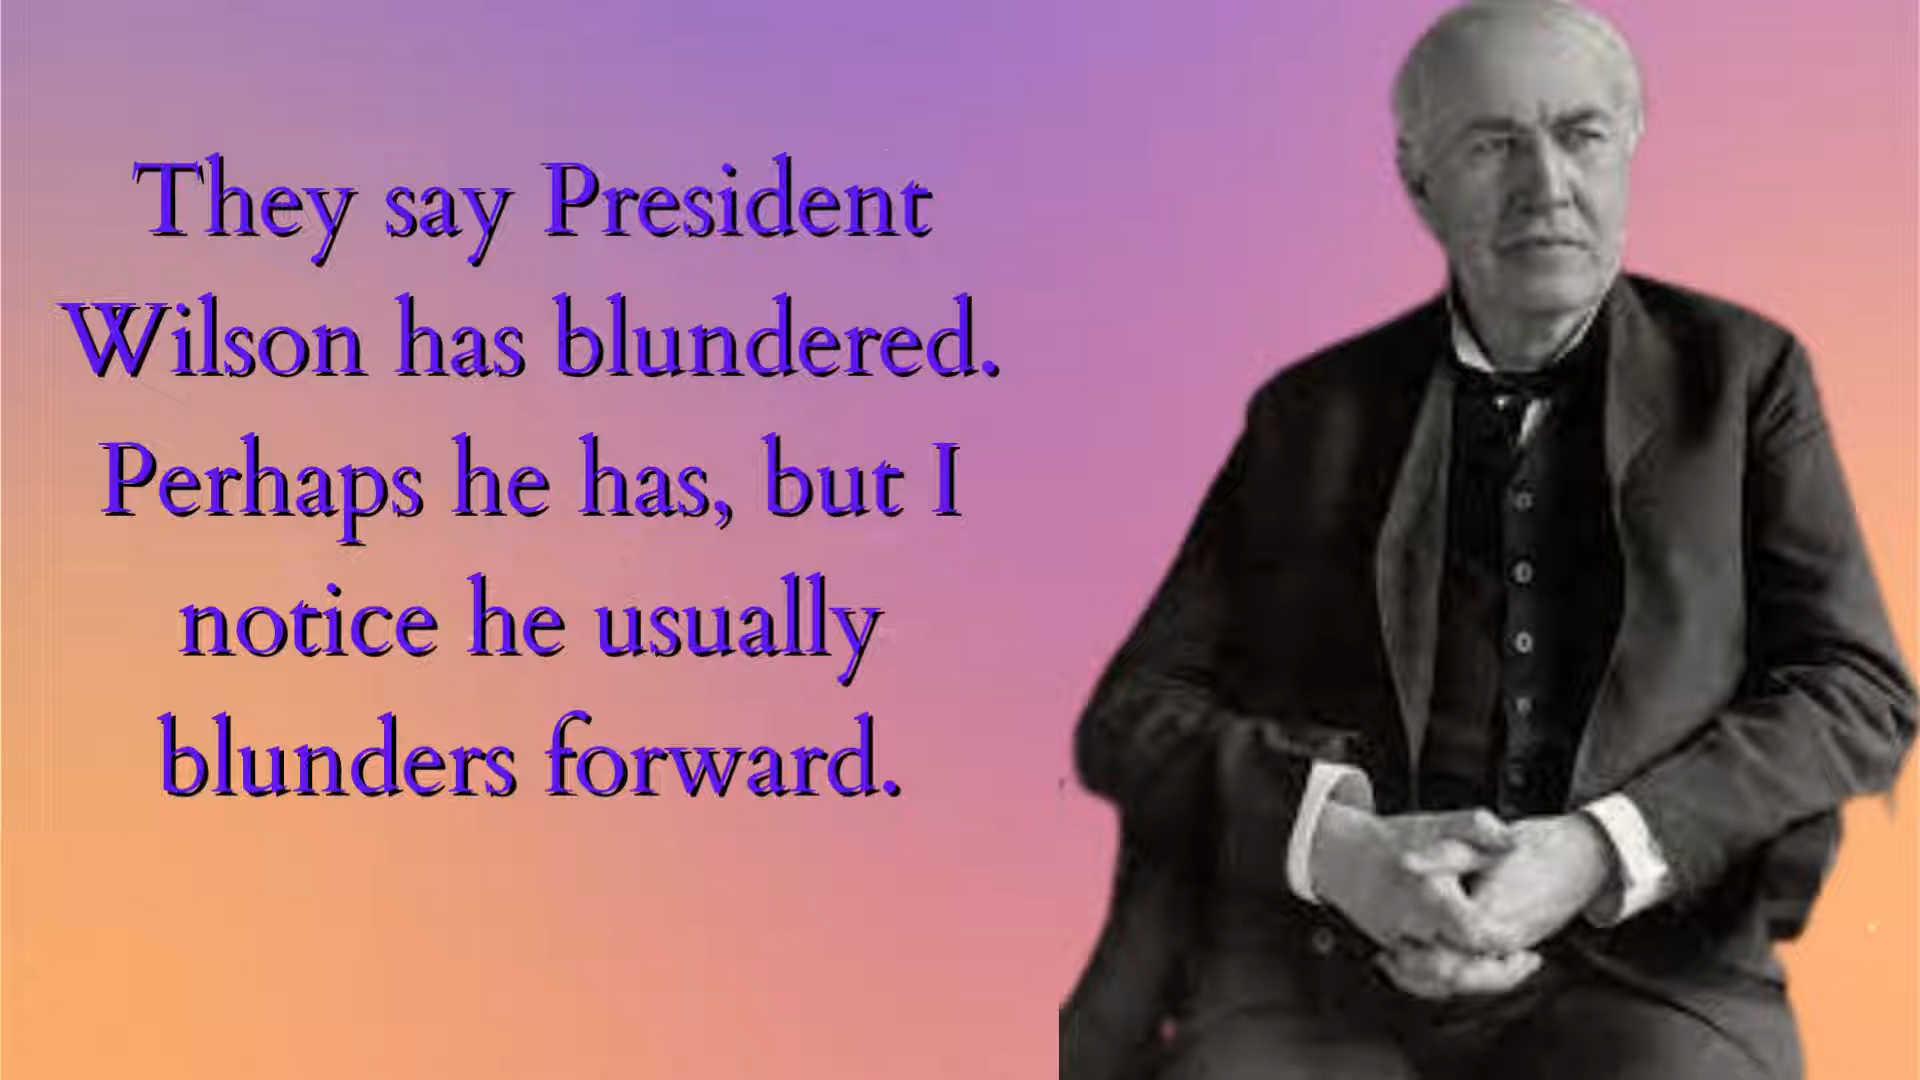 They say President
Wilson has blundered.
Perhaps he has, but I
notice he usually
blunders forward.